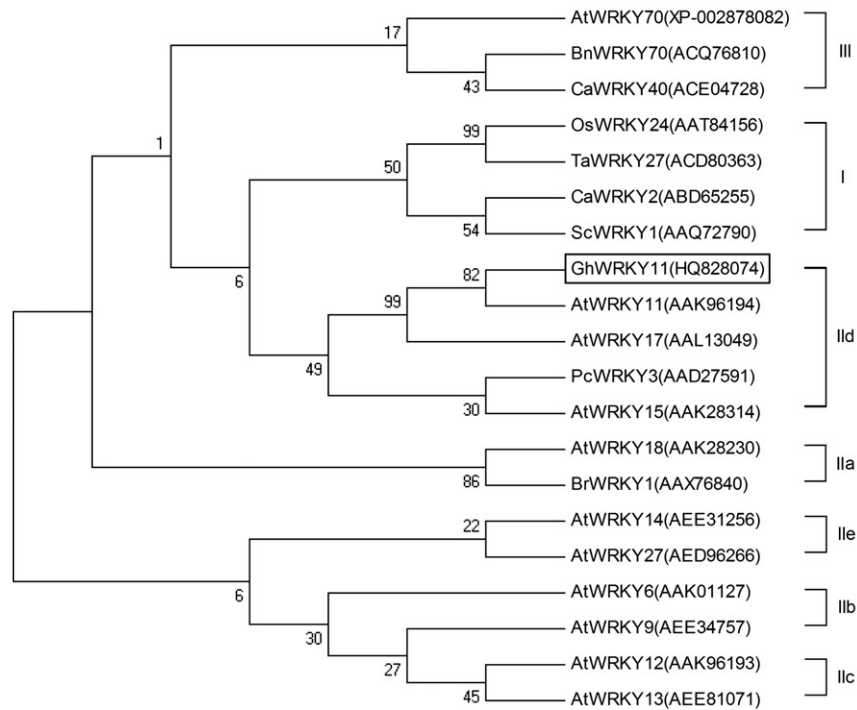 AtWRKY70(XP-002878082)
17
BnWRKY70(ACQ76810)
III
43
CaWRKY40(ACE04728)
99
OsWRKY24(AAT84156)
1
TaWRKY27(ACD80363)
50
I
CaWRKY2(ABD65255)
54
ScWRKY1(AAQ72790)
82
GhWRKY11(HQ828074)
6
99
AtWRKY11(AAK96194)
IId
AtWRKY17(AAL13049)
49
PcWRKY3(AAD27591)
30
AtWRKY15(AAK28314)
AtWRKY18(AAK28230)
IIa
86
BrWRKY1(AAX76840)
22
AtWRKY14(AEE31256)
IIe
AtWRKY27(AED96266)
6
AtWRKY6(AAK01127)
IIb
30
AtWRKY9(AEE34757)
27
AtWRKY12(AAK96193)
IIc
45
AtWRKY13(AEE81071)